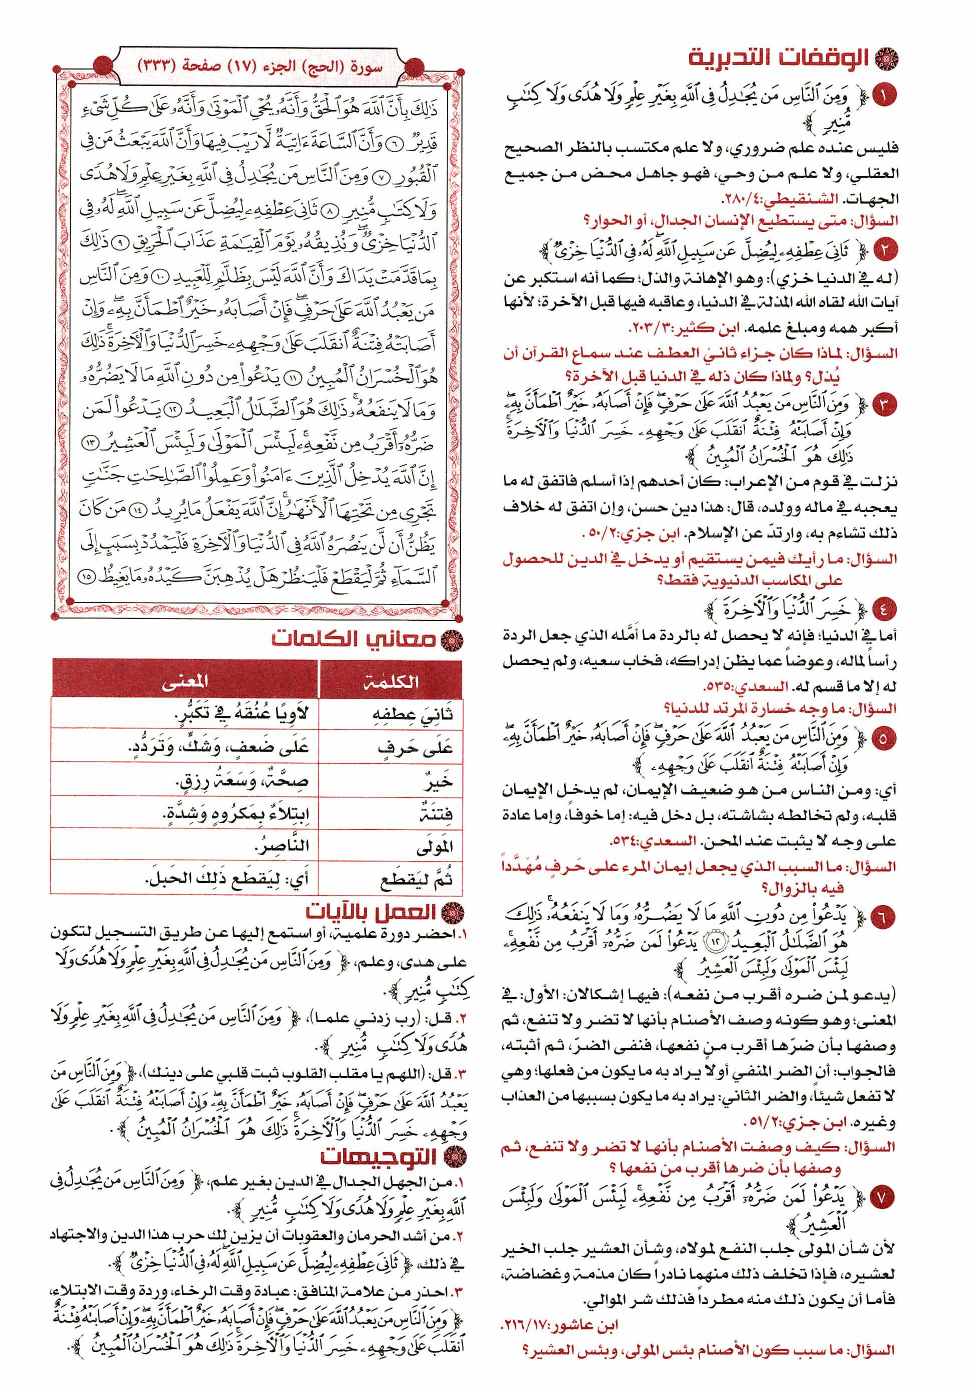 الوقفات التدبرية
١ ﴿ وَمِنَ ٱلنَّاسِ مَن يُجَٰدِلُ فِى ٱللَّهِ بِغَيْرِ عِلْمٍ وَلَا هُدًى وَلَا كِتَٰبٍ
مُّنِيرٍ ﴾
فليس عنده علم ضروري، ولا علم مكتسب بالنظر الصحيح
العقلي، ولا علم من وحي، فهو جاهل محض من جميع
الجهات. الشنقيطي:٢٨٠/٤.
السؤال: متى يستطيع الإنسان الجدال، أو الحوار؟
٢ ﴿ ثَانِىَ عِطْفِهِۦ لِيُضِلَّ عَن سَبِيلِ ٱللَّهِ ۖ لَهُۥ فِى ٱلدُّنْيَا خِزْىٌ ﴾
(له في الدنيا خزي): وهو الإهانة والذل؛ كما أنه استكبر عن
آيات الله لقاه الله المذلة في الدنيا، وعاقبه فيها قبل الآخرة؛ لأنها
أكبر همه ومبلغ علمه. ابن كثير:٢٠٣/٣.
السؤال: لماذا كان جزاء ثانيَ العطف عند سماع القرآن أن
يُذل؟ ولماذا كان ذله في الدنيا قبل الآخرة؟
٣ ﴿ وَمِنَ ٱلنَّاسِ مَن يَعْبُدُ ٱللَّهَ عَلَىٰ حَرْفٍ ۖ فَإِنْ أَصَابَهُۥ خَيْرٌ ٱطْمَأَنَّ بِهِۦ ۖ
وَإِنْ أَصَابَتْهُ فِتْنَةٌ ٱنقَلَبَ عَلَىٰ وَجْهِهِۦ خَسِرَ ٱلدُّنْيَا وَٱلْءَاخِرَةَ ۚ
ذَٰلِكَ هُوَ ٱلْخُسْرَانُ ٱلْمُبِينُ ﴾
نزلت في قوم من الإعراب: كان أحدهم إذا أسلم فاتفق له ما
يعجبه في ماله وولده، قال: هذا دين حسن، وإن اتفق له خلاف
ذلك تشاءم به، وارتدّ عن الإسلام. ابن جزي:٥٠/٢.
السؤال: ما رأيك فيمن يستقيم أو يدخل في الدين للحصول
على المكاسب الدنيوية فقط؟
٤ ﴿ خَسِرَ ٱلدُّنْيَا وَٱلْءَاخِرَةَ ﴾
أما في الدنيا؛ فإنه لا يحصل له بالردة ما أمّله الذي جعل الردة
رأساً لماله، وعوضاً عما يظن إدراكه، فخاب سعيه، ولم يحصل
له إلا ما قسم له. السعدي:٥٣٥.
السؤال: ما وجه خسارة المرتد للدنيا؟
٥ ﴿ وَمِنَ ٱلنَّاسِ مَن يَعْبُدُ ٱللَّهَ عَلَىٰ حَرْفٍ ۖ فَإِنْ أَصَابَهُۥ خَيْرٌ ٱطْمَأَنَّ بِهِۦ ۖ
وَإِنْ أَصَابَتْهُ فِتْنَةٌ ٱنقَلَبَ عَلَىٰ وَجْهِهِۦ ﴾
أي: ومن الناس من هو ضعيف الإيمان، لم يدخل الإيمان
قلبه، ولم تخالطه بشاشته، بل دخل فيه: إما خوفاً، وإما عادة
على وجه لا يثبت عند المحن. السعدي:٥٣٤.
السؤال: ما السبب الذي يجعل إيمان المرء على حَرفٍ مُهَدَّداً
فيه بالزوال؟
٦ ﴿ يَدْعُوا۟ مِن دُونِ ٱللَّهِ مَا لَا يَضُرُّهُۥ وَمَا لَا يَنفَعُهُۥ ۚ ذَٰلِكَ
هُوَ ٱلضَّلَٰلُ ٱلْبَعِيدُ ١٢ يَدْعُوا۟ لَمَن ضَرُّهُۥٓ أَقْرَبُ مِن نَّفْعِهِۦ ۚ
لَبِئْسَ ٱلْمَوْلَىٰ وَلَبِئْسَ ٱلْعَشِيرُ ﴾
(يدعو لمن ضره أقرب من نفعه): فيها إشكالان: الأول: في
المعنى؛ وهو كونه وصف الأصنام بأنها لا تضر ولا تنفع، ثم
وصفها بأن ضرّها أقرب من نفعها، فنفى الضرّ، ثم أثبته،
فالجواب: أن الضر المنفي أولا يراد به ما يكون من فعلها؛ وهي
لا تفعل شيئاً، والضر الثاني: يراد به ما يكون بسببها من العذاب
وغيره. ابن جزي:٥١/٢.
السؤال: كيف وصفت الأصنام بأنها لا تضر ولا تنفع، ثم
وصفها بأن ضرها أقرب من نفعها ؟
٧ ﴿ يَدْعُوا۟ لَمَن ضَرُّهُۥٓ أَقْرَبُ مِن نَّفْعِهِۦ ۚ لَبِئْسَ ٱلْمَوْلَىٰ وَلَبِئْسَ
ٱلْعَشِيرُ ﴾
لأن شأن المولى جلب النفع لمولاه، وشأن العشير جلب الخير
لعشيره، فإذا تخلف ذلك منهما نادراً كان مذمة وغضاضة،
فأما أن يكون ذلك منه مطرداً فذلك شر الموالي.
ابن عاشور:٢١٦/١٧.
السؤال: ما سبب كون الأصنام بئس المولى، وبئس العشير؟
سورة (الحج) الجزء (١٧) صفحة (٣٣٣)
ذَٰلِكَ بِأَنَّ ٱللَّهَ هُوَ ٱلْحَقُّ وَأَنَّهُۥ يُحْىِ ٱلْمَوْتَىٰ وَأَنَّهُۥ عَلَىٰ كُلِّ شَىْءٍ
قَدِيرٌ ٦ وَأَنَّ ٱلسَّاعَةَ ءَاتِيَةٌ لَّا رَيْبَ فِيهَا وَأَنَّ ٱللَّهَ يَبْعَثُ مَن فِى
ٱلْقُبُورِ ٧ وَمِنَ ٱلنَّاسِ مَن يُجَٰدِلُ فِى ٱللَّهِ بِغَيْرِ عِلْمٍ وَلَا هُدًى
وَلَا كِتَٰبٍ مُّنِيرٍ ٨ ثَانِىَ عِطْفِهِۦ لِيُضِلَّ عَن سَبِيلِ ٱللَّهِ ۖ لَهُۥ فِى
ٱلدُّنْيَا خِزْىٌ ۖ وَنُذِيقُهُۥ يَوْمَ ٱلْقِيَٰمَةِ عَذَابَ ٱلْحَرِيقِ ٩ ذَٰلِكَ
بِمَا قَدَّمَتْ يَدَاكَ وَأَنَّ ٱللَّهَ لَيْسَ بِظَلَّٰمٍ لِّلْعَبِيدِ ١٠ وَمِنَ ٱلنَّاسِ
مَن يَعْبُدُ ٱللَّهَ عَلَىٰ حَرْفٍ ۖ فَإِنْ أَصَابَهُۥ خَيْرٌ ٱطْمَأَنَّ بِهِۦ ۖ وَإِنْ
أَصَابَتْهُ فِتْنَةٌ ٱنقَلَبَ عَلَىٰ وَجْهِهِۦ خَسِرَ ٱلدُّنْيَا وَٱلْءَاخِرَةَ ۚ ذَٰلِكَ
هُوَ ٱلْخُسْرَانُ ٱلْمُبِينُ ١١ يَدْعُوا۟ مِن دُونِ ٱللَّهِ مَا لَا يَضُرُّهُۥ
وَمَا لَا يَنفَعُهُۥ ۚ ذَٰلِكَ هُوَ ٱلضَّلَٰلُ ٱلْبَعِيدُ ١٢ يَدْعُوا۟ لَمَن
ضَرُّهُۥٓ أَقْرَبُ مِن نَّفْعِهِۦ ۚ لَبِئْسَ ٱلْمَوْلَىٰ وَلَبِئْسَ ٱلْعَشِيرُ ١٣
إِنَّ ٱللَّهَ يُدْخِلُ ٱلَّذِينَ ءَامَنُوا۟ وَعَمِلُوا۟ ٱلصَّٰلِحَٰتِ جَنَّٰتٍ
تَجْرِى مِن تَحْتِهَا ٱلْأَنْهَٰرُ ۚ إِنَّ ٱللَّهَ يَفْعَلُ مَا يُرِيدُ ١٤ مَن كَانَ
يَظُنُّ أَن لَّن يَنصُرَهُ ٱللَّهُ فِى ٱلدُّنْيَا وَٱلْءَاخِرَةِ فَلْيَمْدُدْ بِسَبَبٍ إِلَى
ٱلسَّمَآءِ ثُمَّ لْيَقْطَعْ فَلْيَنظُرْ هَلْ يُذْهِبَنَّ كَيْدُهُۥ مَا يَغِيظُ ١٥
معاني الكلمات
الكلمة المعنى
ثَانِيَ عِطفِهِ لَاوِيًا عُنُقَهُ فِي تَكَبُّرٍ.
عَلَى حَرفٍ عَلَى ضَعفٍ، وَشَكٍّ، وَتَرَدُّدٍ.
خَيرٌ صِحَّةٌ، وَسَعَةُ رِزقٍ.
فِتنَةٌ اِبتِلَاءٌ بِمَكرُوهٍ وَشِدَّةٍ.
المَولَى النَّاصِرُ.
ثُمَّ ليَقطَع أَي: لِيَقطَع ذَلِكَ الحَبلَ.
العمل بالآيات
١. احضر دورة علمية، أو استمع إليها عن طريق التسجيل لتكون
على هدى، وعلم، ﴿ وَمِنَ ٱلنَّاسِ مَن يُجَٰدِلُ فِى ٱللَّهِ بِغَيْرِ عِلْمٍ وَلَا هُدًى وَلَا
كِتَٰبٍ مُّنِيرٍ ﴾.
٢. قل: (رب زدني علما)، ﴿ وَمِنَ ٱلنَّاسِ مَن يُجَٰدِلُ فِى ٱللَّهِ بِغَيْرِ عِلْمٍ وَلَا
هُدًى وَلَا كِتَٰبٍ مُّنِيرٍ ﴾.
٣. قل: (اللهم يا مقلب القلوب ثبت قلبي على دينك)، ﴿ وَمِنَ ٱلنَّاسِ مَن
يَعْبُدُ ٱللَّهَ عَلَىٰ حَرْفٍ ۖ فَإِنْ أَصَابَهُۥ خَيْرٌ ٱطْمَأَنَّ بِهِۦ ۖ وَإِنْ أَصَابَتْهُ فِتْنَةٌ ٱنقَلَبَ عَلَىٰ
وَجْهِهِۦ خَسِرَ ٱلدُّنْيَا وَٱلْءَاخِرَةَ ۚ ذَٰلِكَ هُوَ ٱلْخُسْرَانُ ٱلْمُبِينُ ﴾.
التوجيهات
١. من الجهل الجدال في الدين بغير علم، ﴿ وَمِنَ ٱلنَّاسِ مَن يُجَٰدِلُ فِى
ٱللَّهِ بِغَيْرِ عِلْمٍ وَلَا هُدًى وَلَا كِتَٰبٍ مُّنِيرٍ ﴾.
٢. من أشد الحرمان والعقوبات أن يزين لك حرب هذا الدين والاجتهاد
في ذلك، ﴿ ثَانِىَ عِطْفِهِۦ لِيُضِلَّ عَن سَبِيلِ ٱللَّهِ ۖ لَهُۥ فِى ٱلدُّنْيَا خِزْىٌ ﴾.
٣. احذر من علامة المنافق: عبادة وقت الرخاء، وردة وقت الابتلاء،
﴿ وَمِنَ ٱلنَّاسِ مَن يَعْبُدُ ٱللَّهَ عَلَىٰ حَرْفٍ ۖ فَإِنْ أَصَابَهُۥ خَيْرٌ ٱطْمَأَنَّ بِهِۦ ۖ وَإِنْ أَصَابَتْهُ فِتْنَةٌ
ٱنقَلَبَ عَلَىٰ وَجْهِهِۦ خَسِرَ ٱلدُّنْيَا وَٱلْءَاخِرَةَ ۚ ذَٰلِكَ هُوَ ٱلْخُسْرَانُ ٱلْمُبِينُ ﴾.